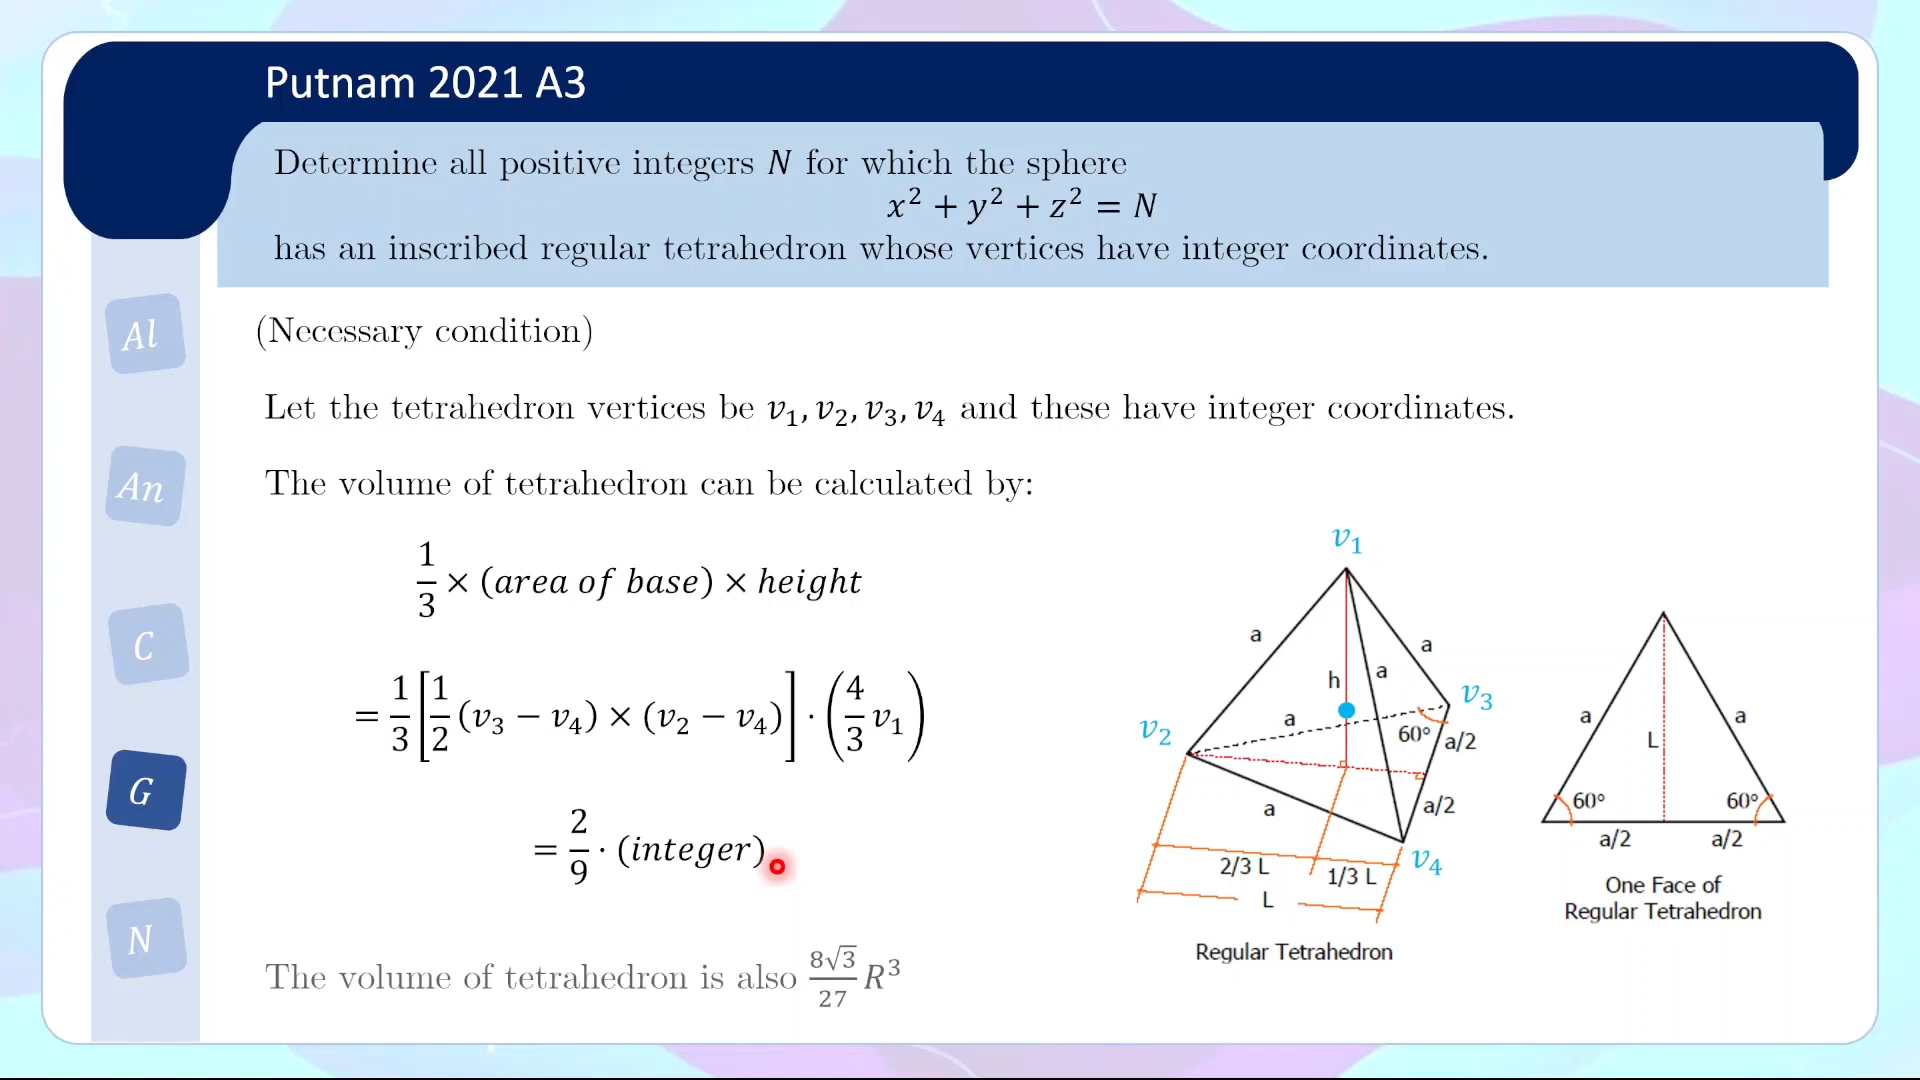 Putnam 2021 A3
Determine all positive integers N for which the sphere
x² + y² + z² = N
has an inscribed regular tetrahedron whose vertices have integer coordinates.
Al
An
C
G
N
(Necessary condition)
Let the tetrahedron vertices be v₁, v₂, v₃, v₄ and these have integer coordinates.
The volume of tetrahedron can be calculated by:
1/3 × (area of base) × height
= 1/3 [1/2 (v₃ − v₄) × (v₂ − v₄)] · (4/3 v₁)
= 2/9 · (integer)
The volume of tetrahedron is also 8√3/27 R³
v₁
a
a
h
a
v₃
a
v₂
60°
a/2
a
a/2
v₄
2/3 L
1/3 L
L
Regular Tetrahedron
a
a
L
60°
60°
a/2
a/2
One Face of
Regular Tetrahedron